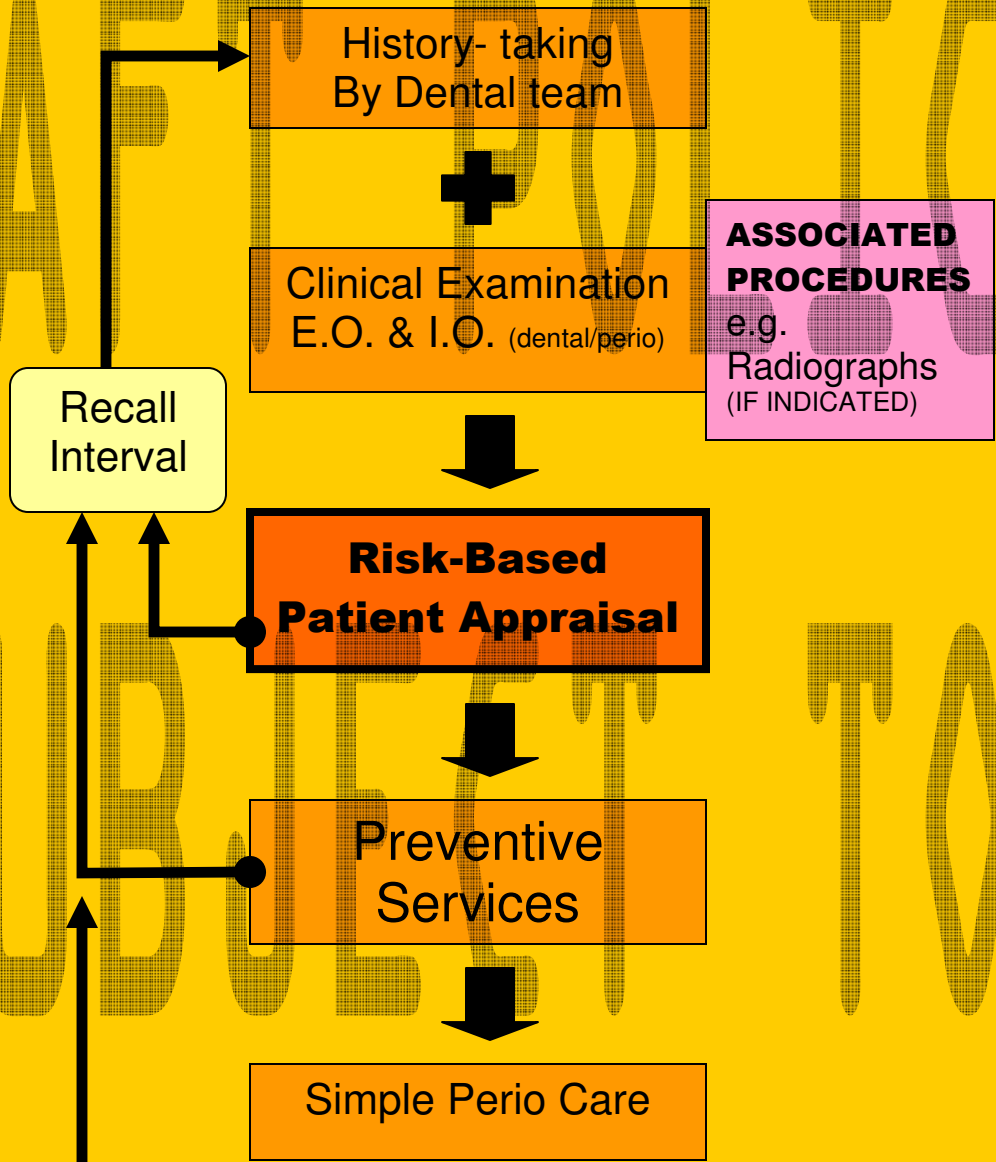 History- taking
By Dental team
Clinical Examination
E.O. & I.O. (dental/perio)
ASSOCIATED
PROCEDURES
e.g.
Radiographs
(IF INDICATED)
Recall
Interval
Risk-Based
Patient Appraisal
Preventive
Services
Simple Perio Care